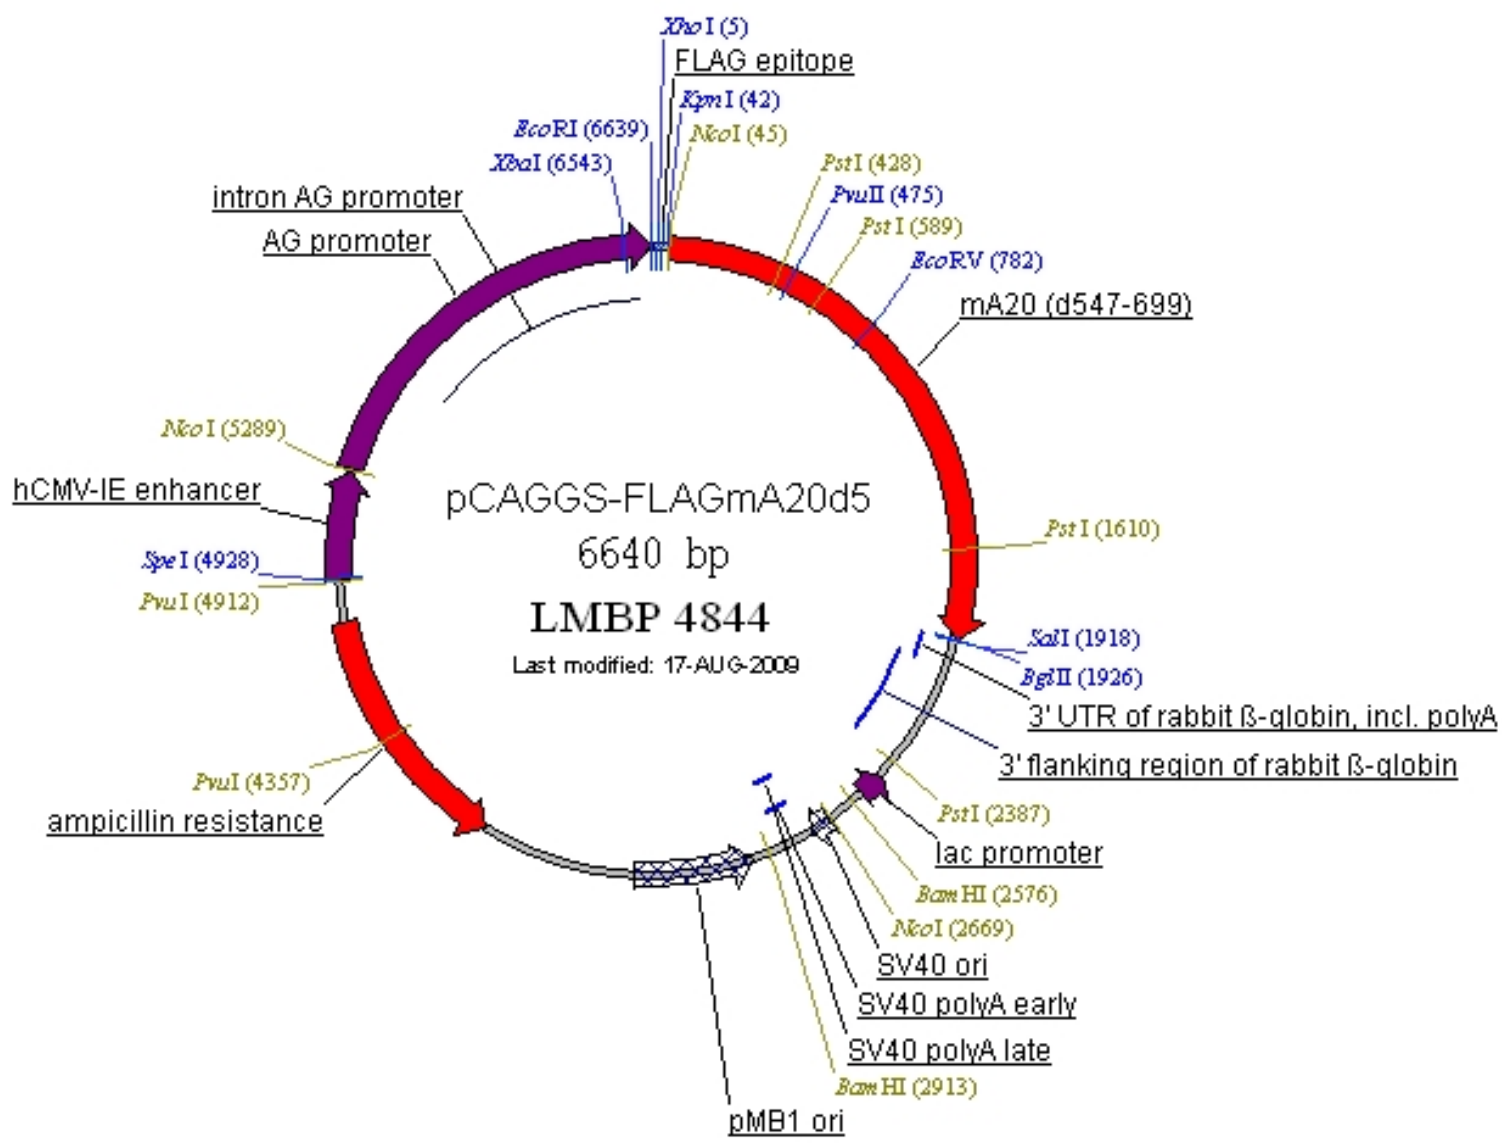 XhoI (5)
FLAG epitope
KpnI (42)
EcoRI (6639)
NcoI (45)
XbaI (6543)
PstI (428)
PvuII (475)
intron AG promoter
PstI (589)
AG promoter
EcoRV (782)
mA20 (d547-699)
NcoI (5289)
hCMV-IE enhancer
pCAGGS-FLAGmA20d5
PstI (1610)
6640 bp
SpeI (4928)
PvuI (4912)
LMBP 4844
SalI (1918)
Last modified: 17-AUG-2009
BglII (1926)
3' UTR of rabbit ß-globin, incl. polyA
3' flanking region of rabbit ß-globin
PvuI (4357)
PstI (2387)
ampicillin resistance
lac promoter
BamHI (2576)
NcoI (2669)
SV40 ori
SV40 polyA early
SV40 polyA late
BamHI (2913)
pMB1 ori